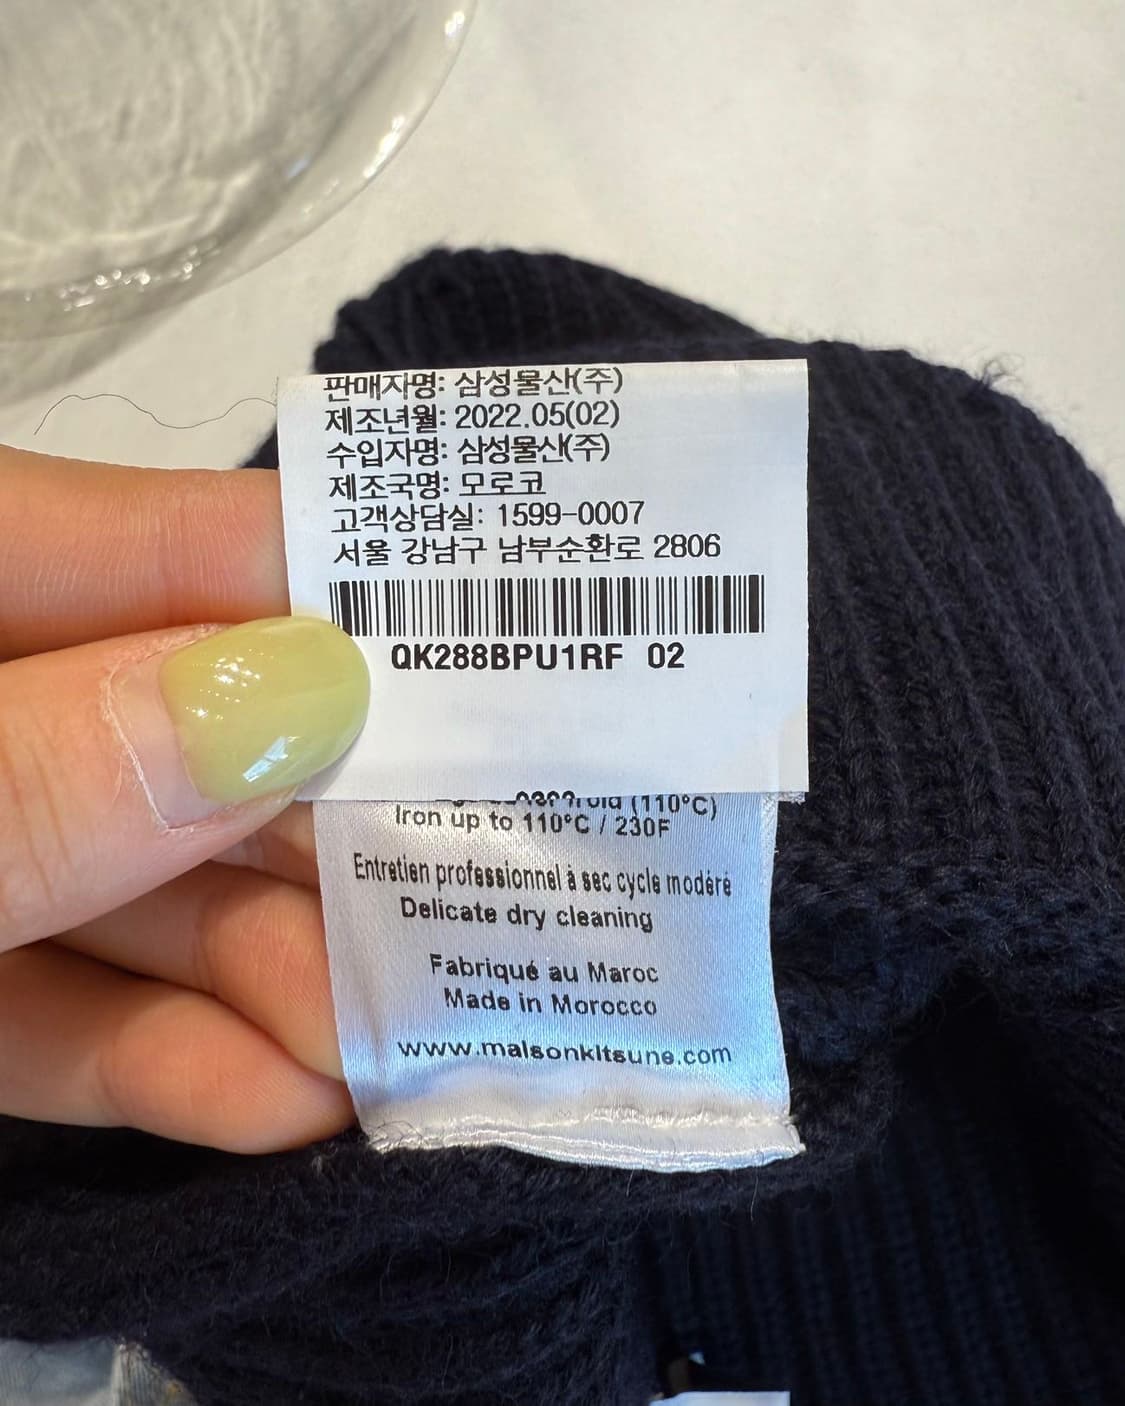 판매자명: 삼성물산(주)
제조년월: 2022.05(02)
수입자명: 삼성물산(주)
제조국명: 모로코
고객상담실: 1599-0007
서울 강남구 남부순환로 2806
QK288BPU1RF 02
(110°C)
Iron up to 110°C / 230F
Entretien professionnel à sec cycle modéré
Delicate dry cleaning
Fabriqué au Maroc
Made in Morocco
www.maisonkitsune.com